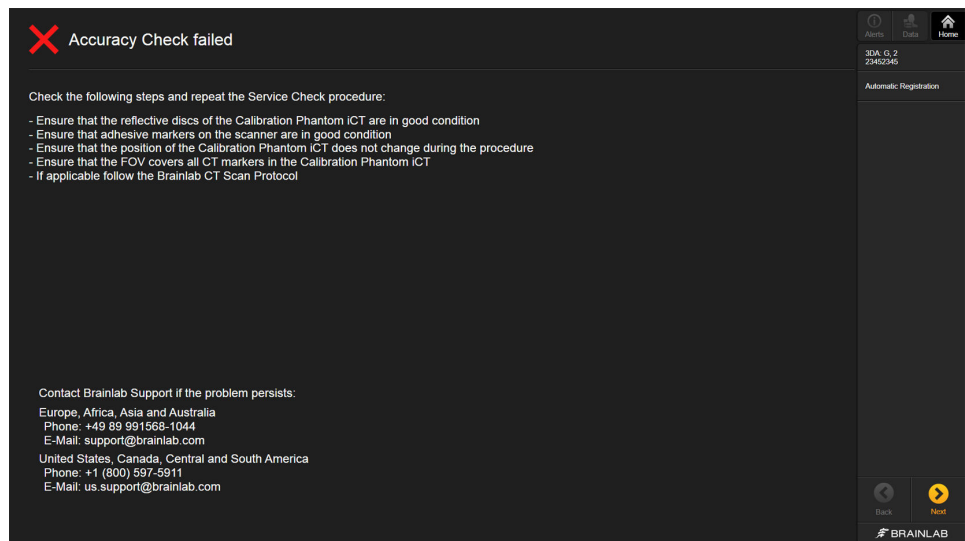 Accuracy Check failed
Check the following steps and repeat the Service Check procedure:
- Ensure that the reflective discs of the Calibration Phantom iCT are in good condition
- Ensure that adhesive markers on the scanner are in good condition
- Ensure that the position of the Calibration Phantom iCT does not change during the procedure
- Ensure that the FOV covers all CT markers in the Calibration Phantom iCT
- If applicable follow the Brainlab CT Scan Protocol
Contact Brainlab Support if the problem persists:
Europe, Africa, Asia and Australia
Phone: +49 89 991568-1044
E-Mail: support@brainlab.com
United States, Canada, Central and South America
Phone: +1 (800) 597-5911
E-Mail: us.support@brainlab.com
Alerts Data Home
3DA: G, 2
23452345
Automatic Registration
Back Next
BRAINLAB